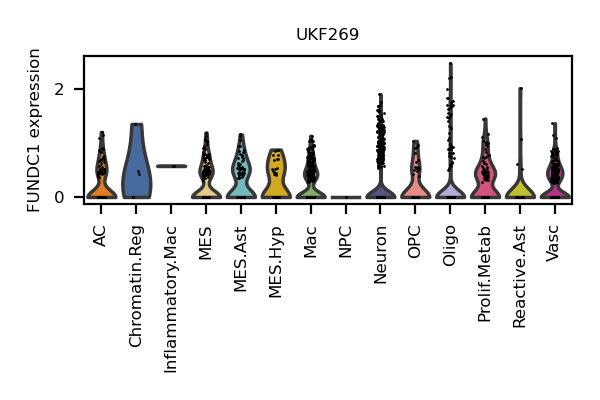 UKF269
FUNDC1 expression
2
0
AC
Chromatin.Reg
Inflammatory.Mac
MES
MES.Ast
MES.Hyp
Mac
NPC
Neuron
OPC
Oligo
Prolif.Metab
Reactive.Ast
Vasc